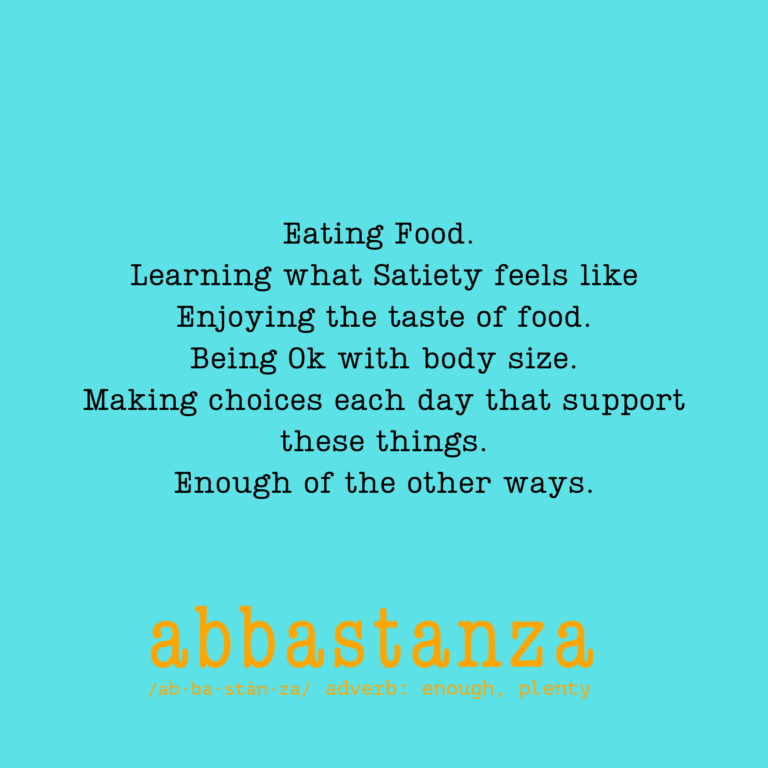 Eating Food.
Learning what Satiety feels like
Enjoying the taste of food.
Being Ok with body size.
Making choices each day that support
these things.
Enough of the other ways.
abbastanza
/ab·ba·stàn·za/ adverb: enough, plenty